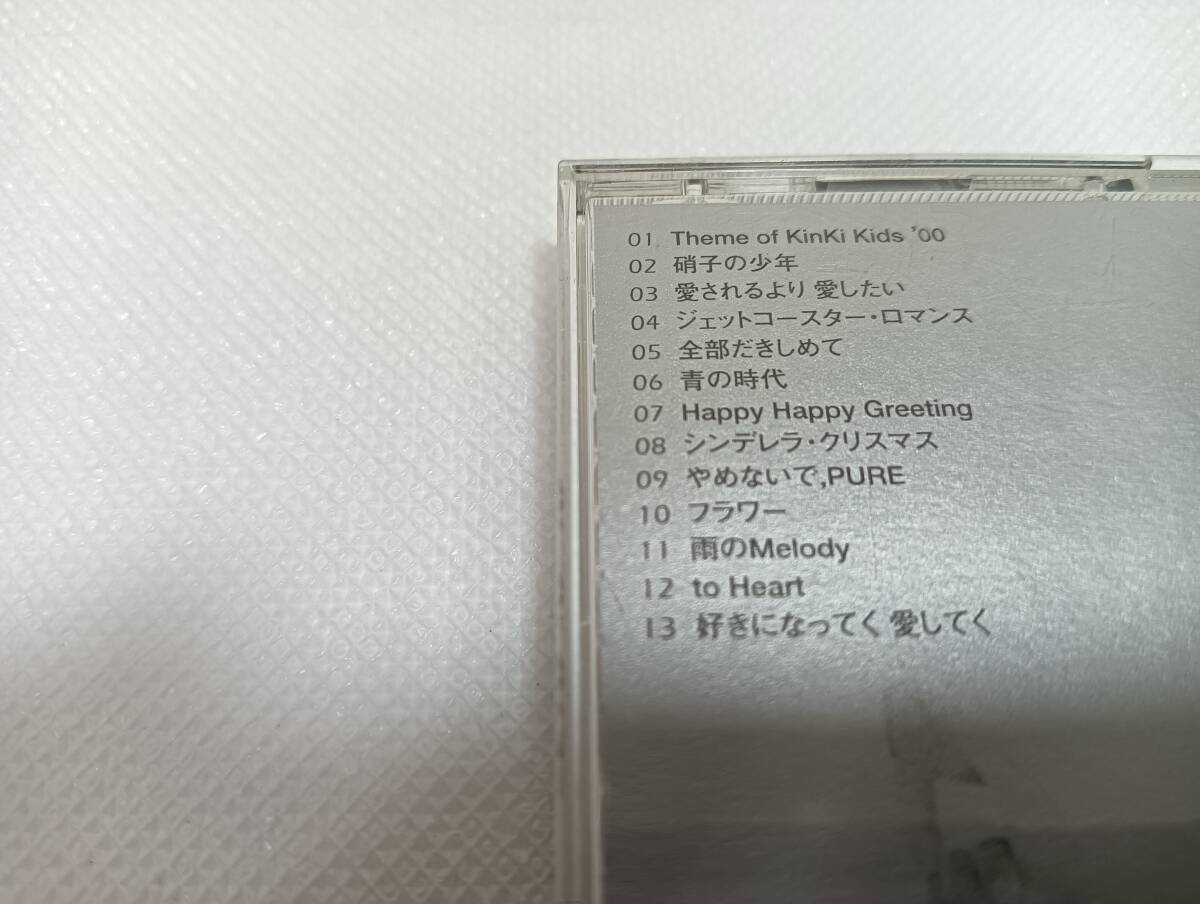 01 Theme of KinKi Kids '00
02 硝子の少年
03 愛されるより 愛したい
04 ジェットコースター・ロマンス
05 全部だきしめて
06 青の時代
07 Happy Happy Greeting
08 シンデレラ・クリスマス
09 やめないで,PURE
10 フラワー
11 雨のMelody
12 to Heart
13 好きになってく 愛してく